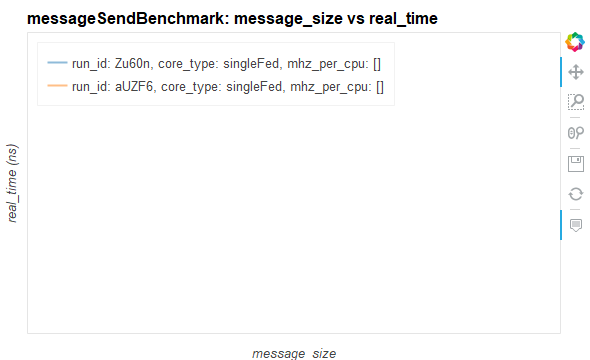 messageSendBenchmark: message_size vs real_time
run_id: Zu60n, core_type: singleFed, mhz_per_cpu: []
run_id: aUZF6, core_type: singleFed, mhz_per_cpu: []
real_time (ns)
message_size